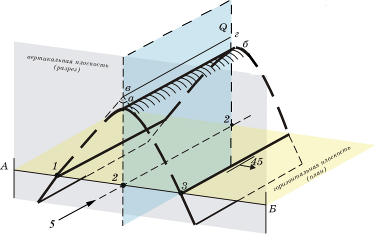 Q
г
б
вертикальная плоскость
(разрез)
в
а
2
А
1
2
3
45
горизонтальная плоскость
(план)
5
Б